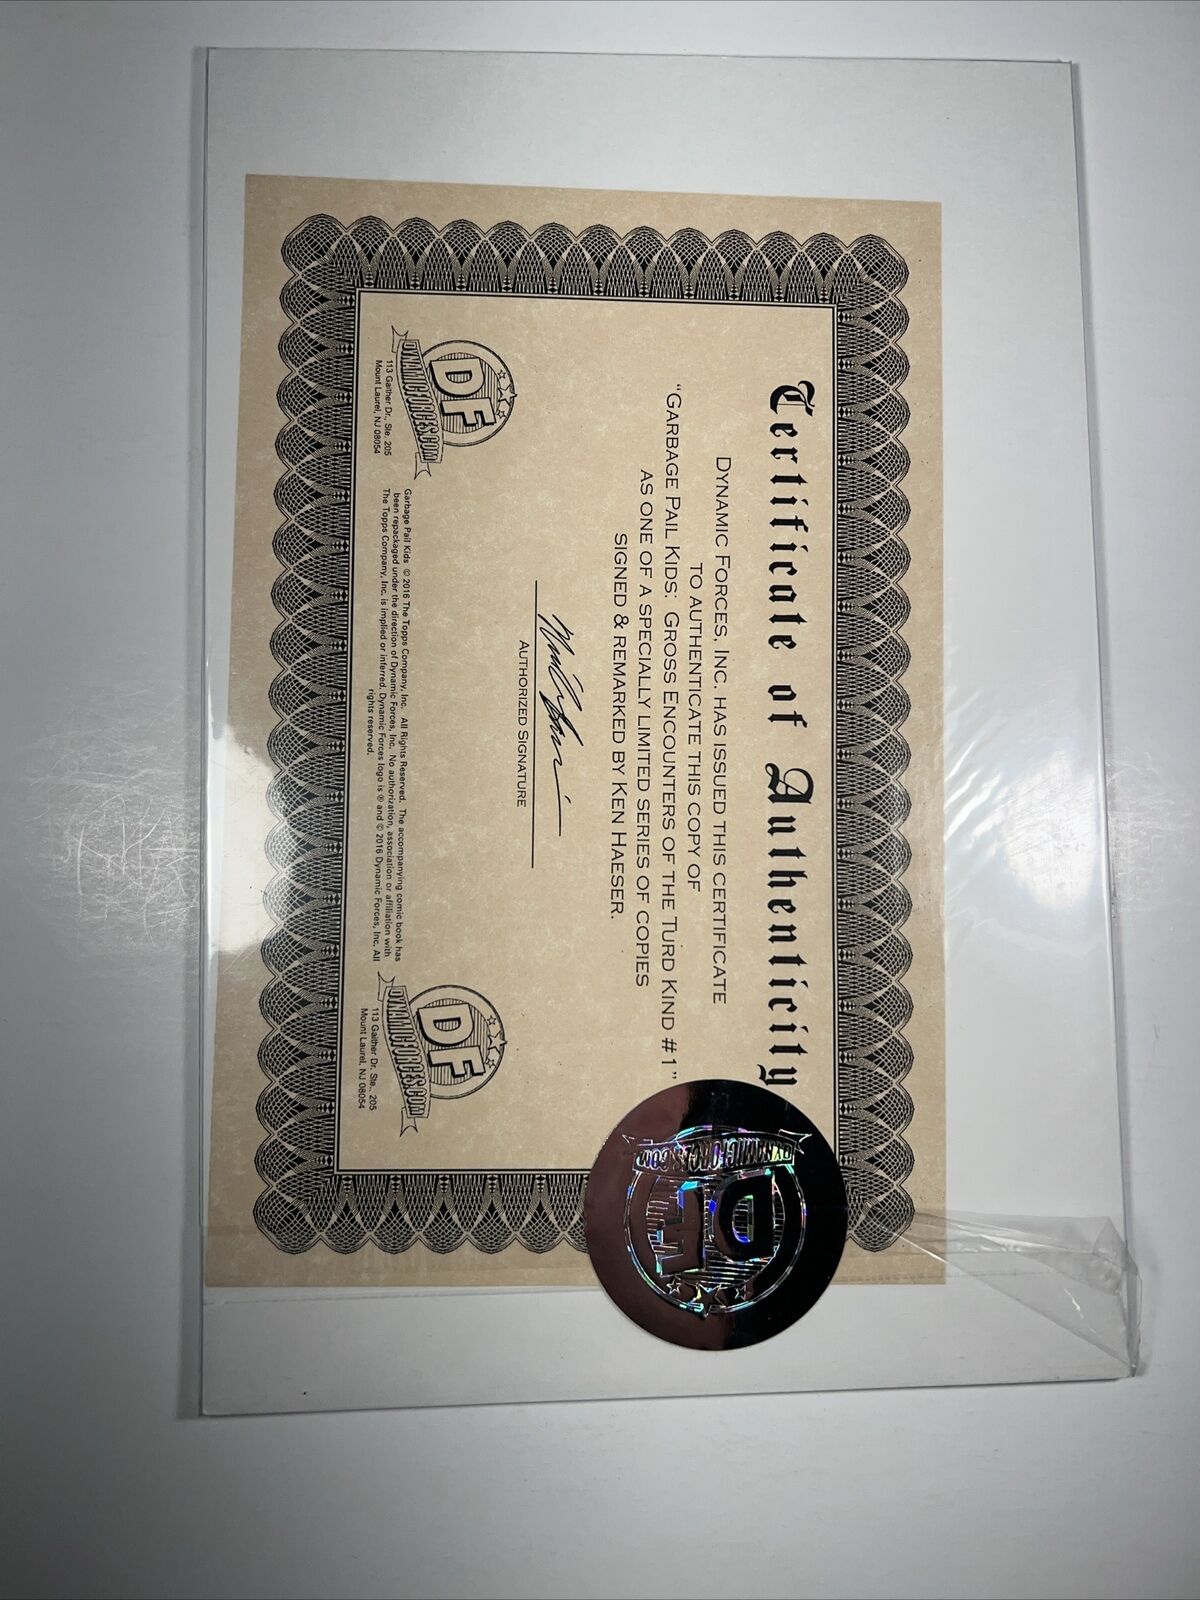 Certificate of Authenticity
DYNAMIC FORCES, INC. HAS ISSUED THIS CERTIFICATE
TO AUTHENTICATE THIS COPY OF
"GARBAGE PAIL KIDS: GROSS ENCOUNTERS OF THE TURD KIND #1"
AS ONE OF A SPECIALLY LIMITED SERIES OF COPIES
SIGNED & REMARKED BY KEN HAESER.
AUTHORIZED SIGNATURE
DF
DYNAMICFORCES.COM
113 Gaither Dr., Ste. 205
Mount Laurel, NJ 08054
Garbage Pail Kids © 2016 The Topps Company, Inc. All Rights Reserved. The accompanying comic book has
been repackaged under the direction of Dynamic Forces, Inc. No authorization, association or affiliation with
The Topps Company, Inc. is implied or inferred. Dynamic Forces logo is ® and © 2016 Dynamic Forces, Inc. All
rights reserved.
DF
DYNAMICFORCES.COM
113 Gaither Dr. Ste., 205
Mount Laurel, NJ 08054
DYNAMICFORCES.COM
DF